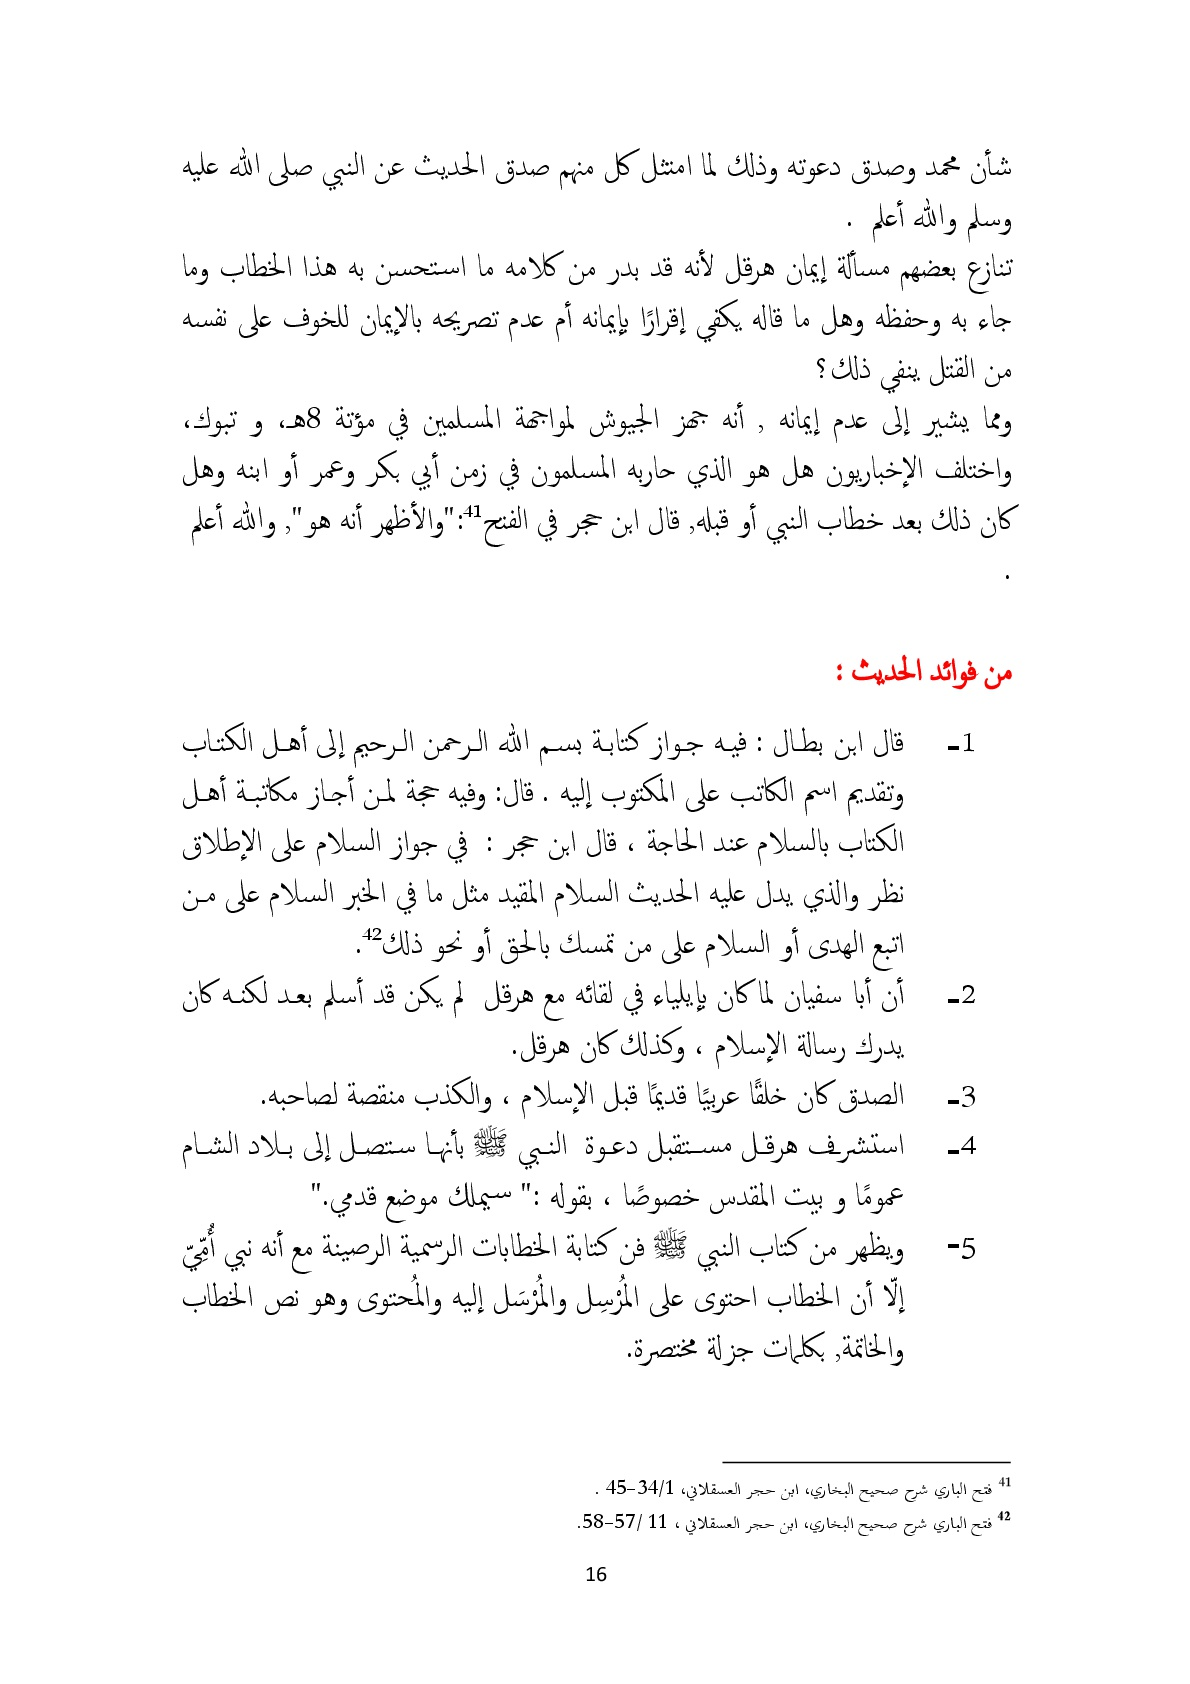 شأن محمد وصدق دعوته وذلك لما امتثل كل منهم صدق الحديث عن النبي صلى الله عليه
وسلم والله أعلم .
تنازع بعضهم مسألة إيمان هرقل لأنه قد بدر من كلامه ما استحسن به هذا الخطاب وما
جاء به وحفظه وهل ما قاله يكفي إقرارًا بإيمانه أم عدم تصريحه بالإيمان للخوف على نفسه
من القتل ينفي ذلك؟
ومما يشير إلى عدم إيمانه , أنه جهز الجيوش لمواجهة المسلمين في مؤتة 8هـ، و تبوك،
واختلف الإخباريون هل هو الذي حاربه المسلمون في زمن أبي بكر وعمر أو ابنه وهل
كان ذلك بعد خطاب النبي أو قبله, قال ابن حجر في الفتح41:"والأظهر أنه هو", والله أعلم
.
من فوائد الحديث :
1- قال ابن بطال : فيه جواز كتابة بسم الله الرحمن الرحيم إلى أهل الكتاب
وتقديم اسم الكاتب على المكتوب إليه . قال: وفيه حجة لمن أجاز مكاتبة أهل
الكتاب بالسلام عند الحاجة ، قال ابن حجر : في جواز السلام على الإطلاق
نظر والذي يدل عليه الحديث السلام المقيد مثل ما في الخبر السلام على من
اتبع الهدى أو السلام على من تمسك بالحق أو نحو ذلك42.
2- أن أبا سفيان لما كان بإيلياء في لقائه مع هرقل لم يكن قد أسلم بعد لكنه كان
يدرك رسالة الإسلام ، وكذلك كان هرقل.
3- الصدق كان خلقًا عربيًا قديمًا قبل الإسلام ، والكذب منقصة لصاحبه.
4- استشرف هرقل مستقبل دعوة النبي ﷺ بأنها ستصل إلى بلاد الشام
عمومًا و بيت المقدس خصوصًا ، بقوله :" سيملك موضع قدمي."
5- ويظهر من كتاب النبي ﷺ فن كتابة الخطابات الرسمية الرصينة مع أنه نبي أُمِّيّ
إلّا أن الخطاب احتوى على المُرْسِل والمُرْسَل إليه والمُحتوى وهو نص الخطاب
والخاتمة, بكلمات جزلة مختصرة.
41 فتح الباري شرح صحيح البخاري، ابن حجر العسقلاني، 34/1–45 .
42 فتح الباري شرح صحيح البخاري، ابن حجر العسقلاني ، 11 /57–58.
16